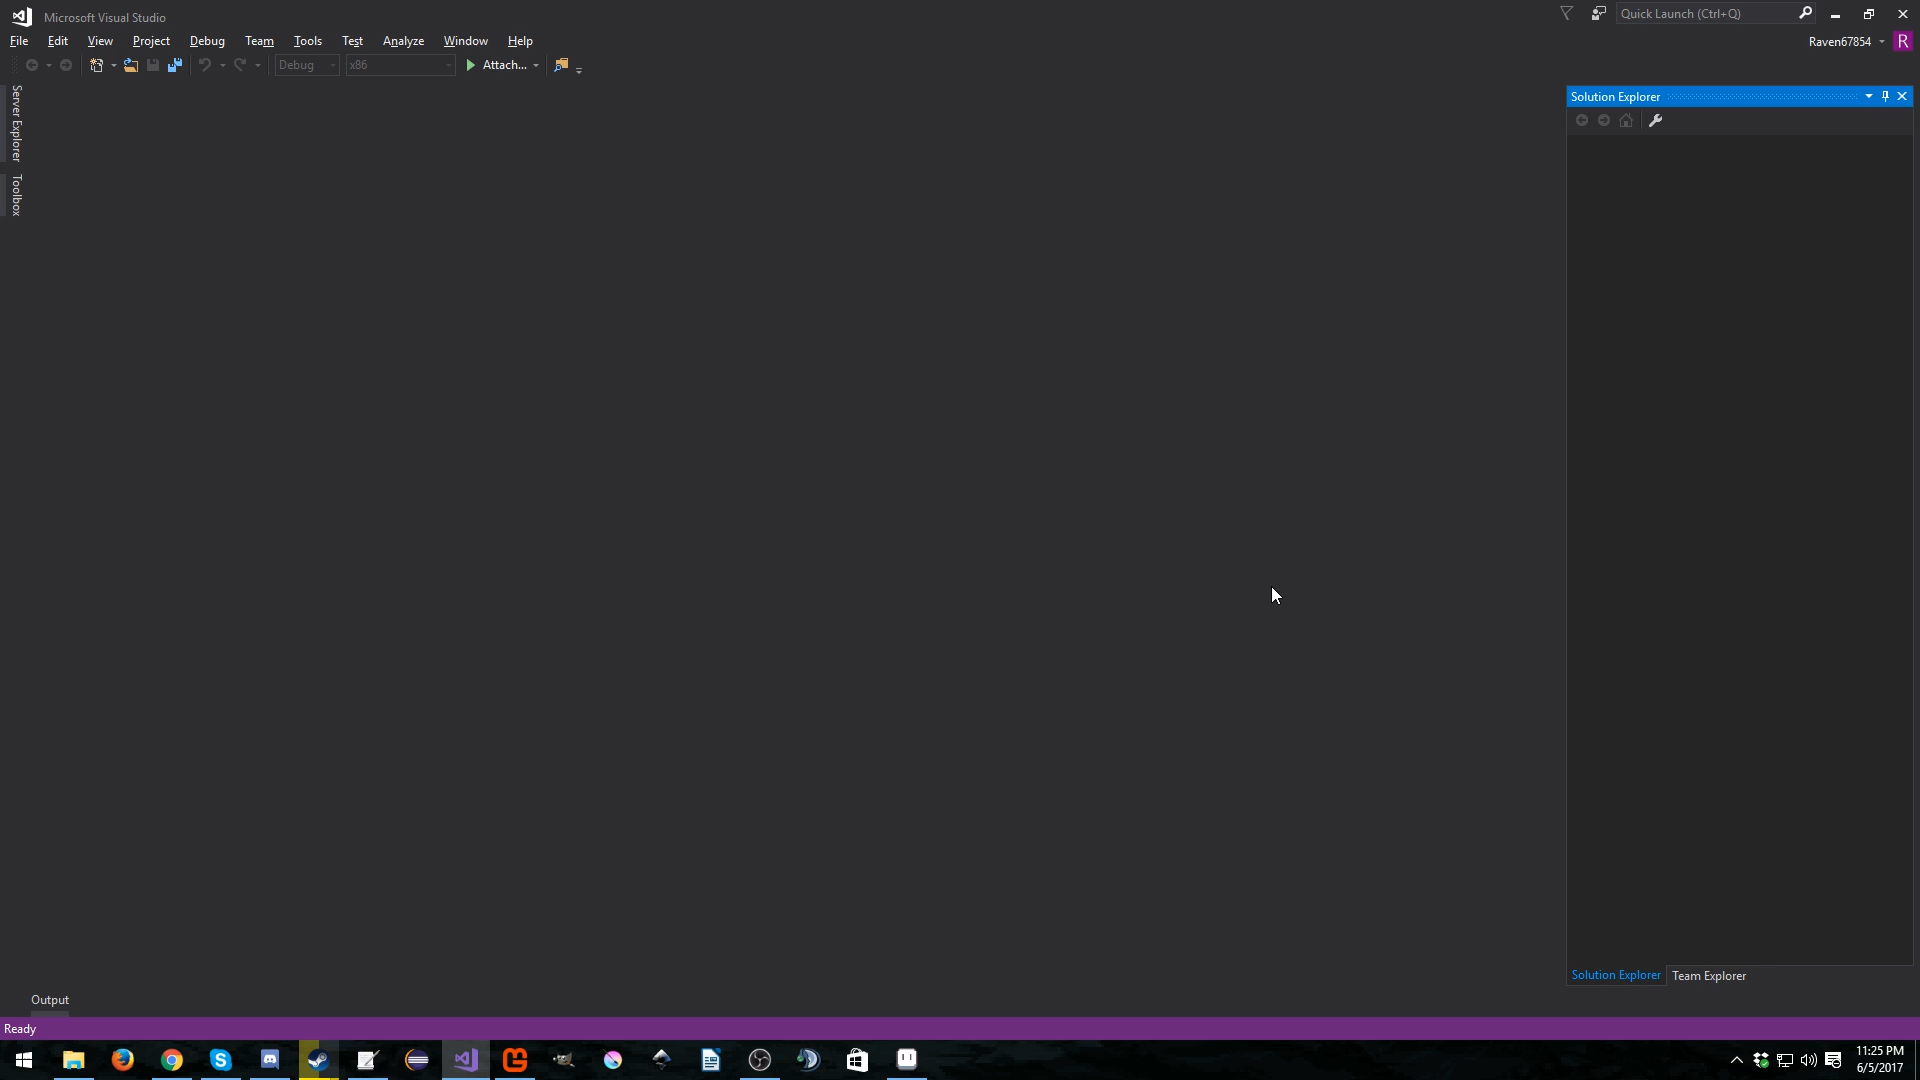 Microsoft Visual Studio
Quick Launch (Ctrl+Q)
File Edit View Project Debug Team Tools Test Analyze Window Help
Raven67854 R
Debug x86 Attach...
Server Explorer
Toolbox
Solution Explorer
Solution Explorer Team Explorer
Output
Ready
11:25 PM
6/5/2017